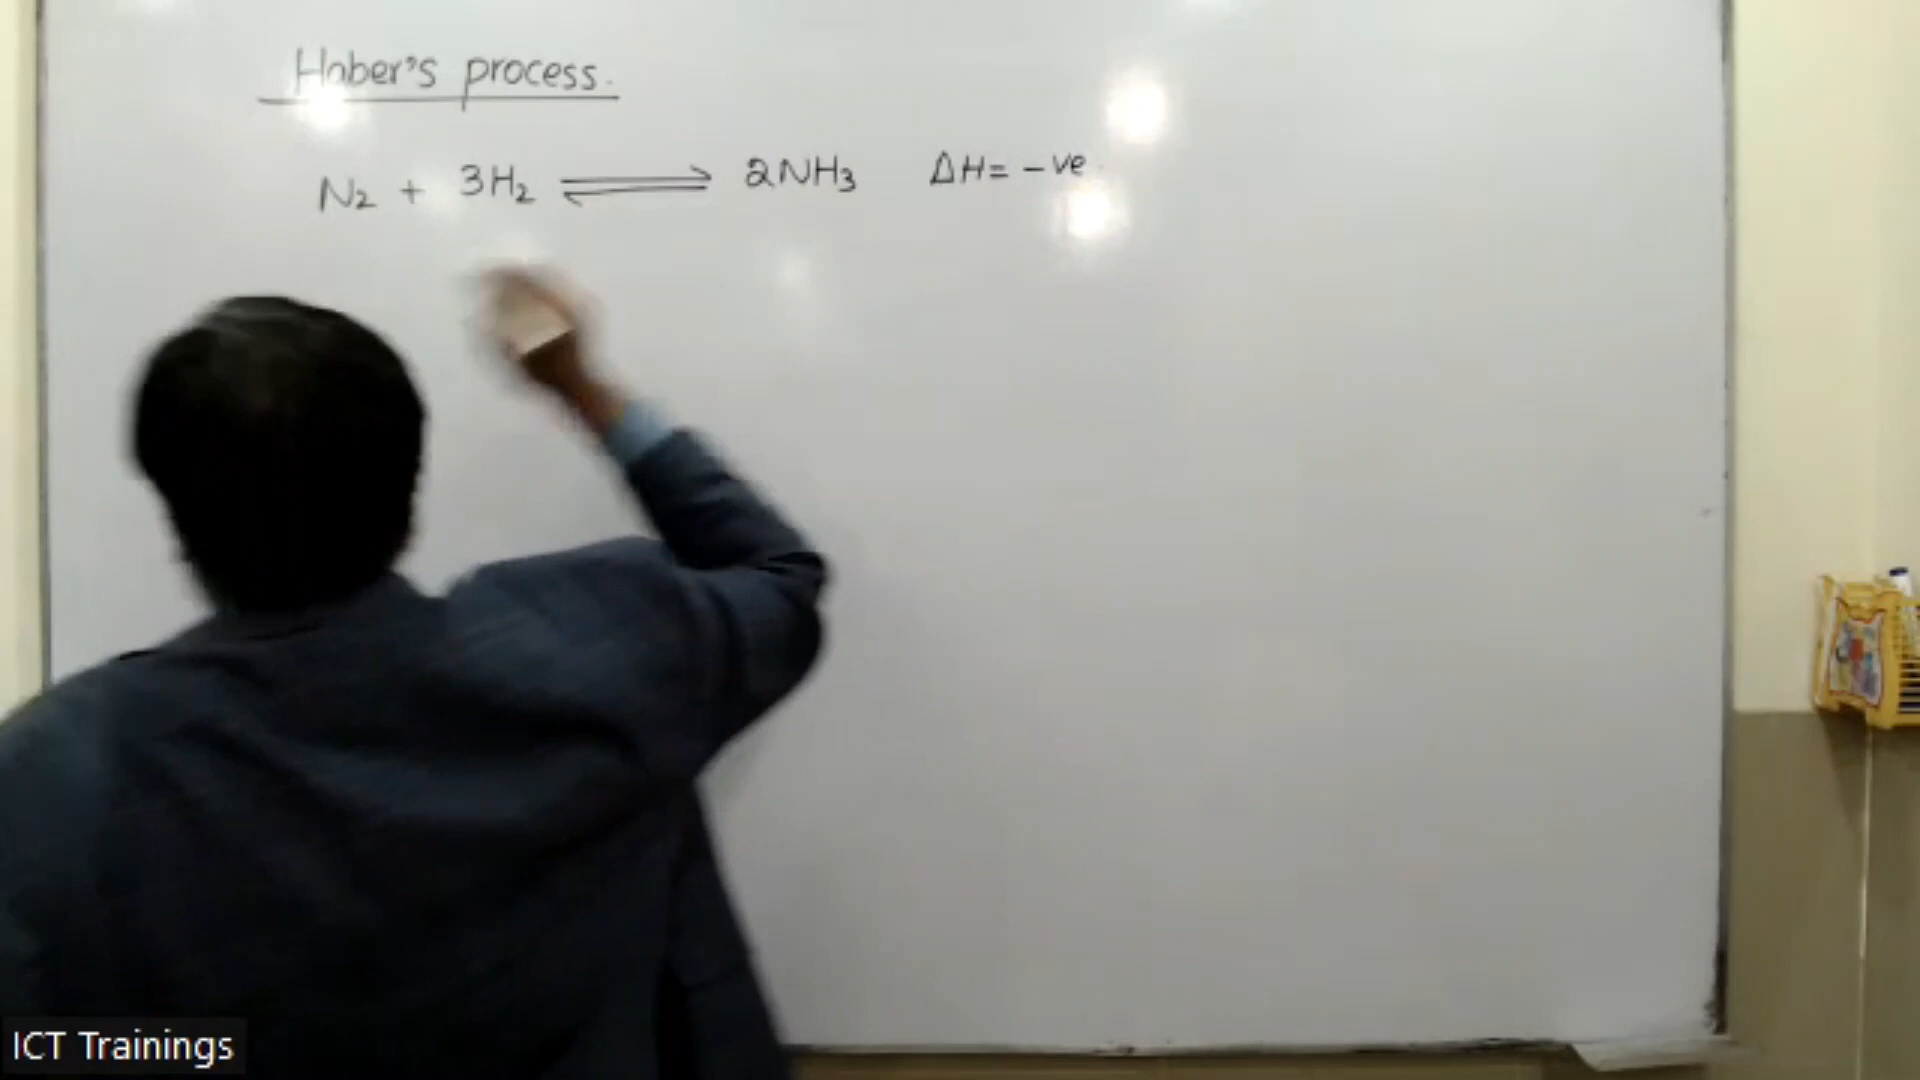 Haber's process.
N₂ + 3H₂ ⇌ 2NH₃ ΔH= -ve.
ICT Trainings